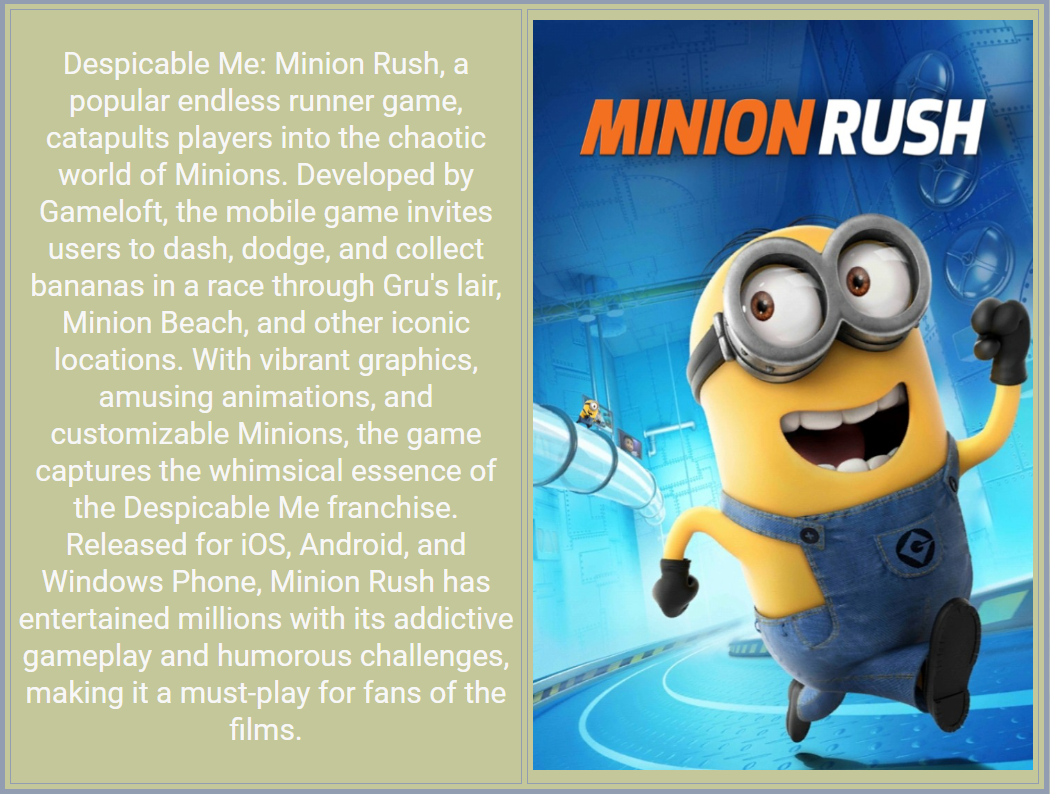 Despicable Me: Minion Rush, a
popular endless runner game,
catapults players into the chaotic
world of Minions. Developed by
Gameloft, the mobile game invites
users to dash, dodge, and collect
bananas in a race through Gru's lair,
Minion Beach, and other iconic
locations. With vibrant graphics,
amusing animations, and
customizable Minions, the game
captures the whimsical essence of
the Despicable Me franchise.
Released for iOS, Android, and
Windows Phone, Minion Rush has
entertained millions with its addictive
gameplay and humorous challenges,
making it a must-play for fans of the
films.
MINION RUSH